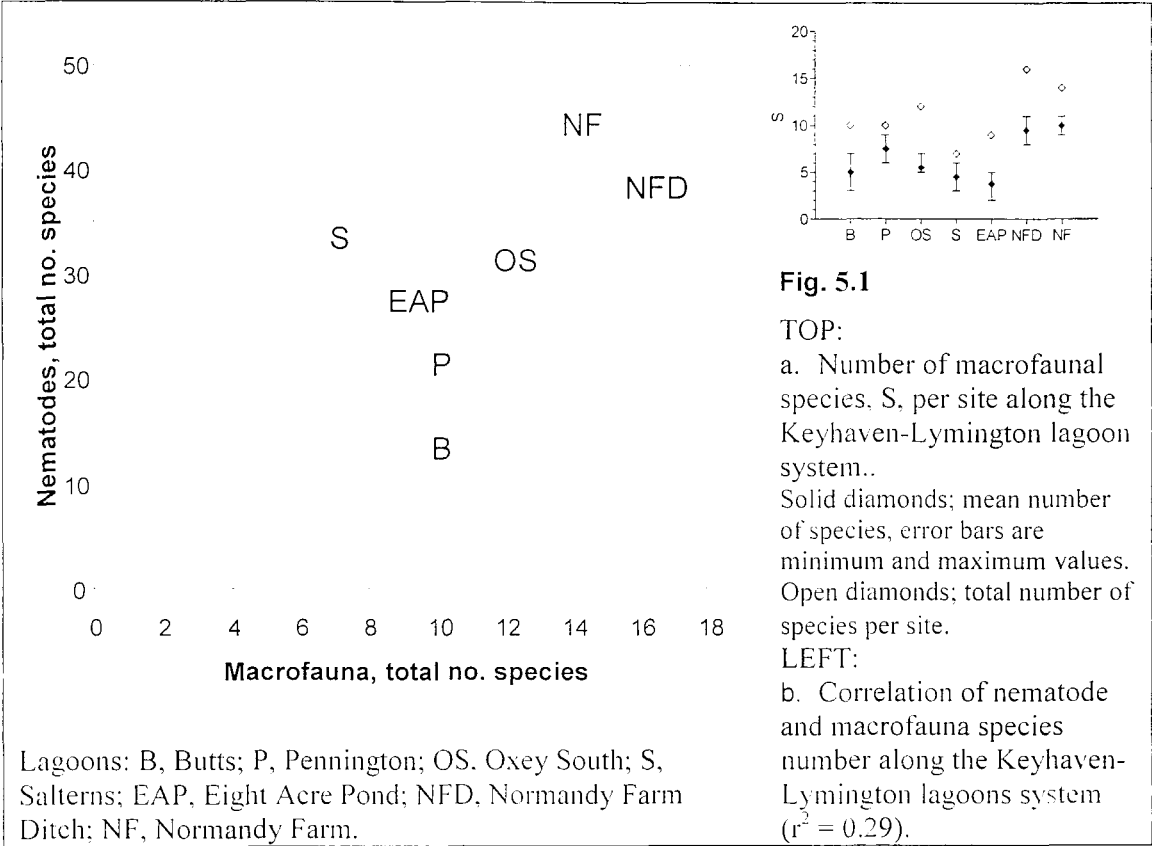 50
40
30
20
10
0
Nematodes, total no. species
NF
NFD
S
OS
EAP
P
B
0 2 4 6 8 10 12 14 16 18
Macrofauna, total no. species
Lagoons: B, Butts; P, Pennington; OS. Oxey South; S,
Salterns; EAP, Eight Acre Pond; NFD, Normandy Farm
Ditch; NF, Normandy Farm.
20
15
10
5
0
S
B P OS S EAP NFD NF
Fig. 5.1
TOP:
a. Number of macrofaunal
species, S, per site along the
Keyhaven-Lymington lagoon
system..
Solid diamonds; mean number
of species, error bars are
minimum and maximum values.
Open diamonds; total number of
species per site.
LEFT:
b. Correlation of nematode
and macrofauna species
number along the Keyhaven-
Lymington lagoons system
(r² = 0.29).